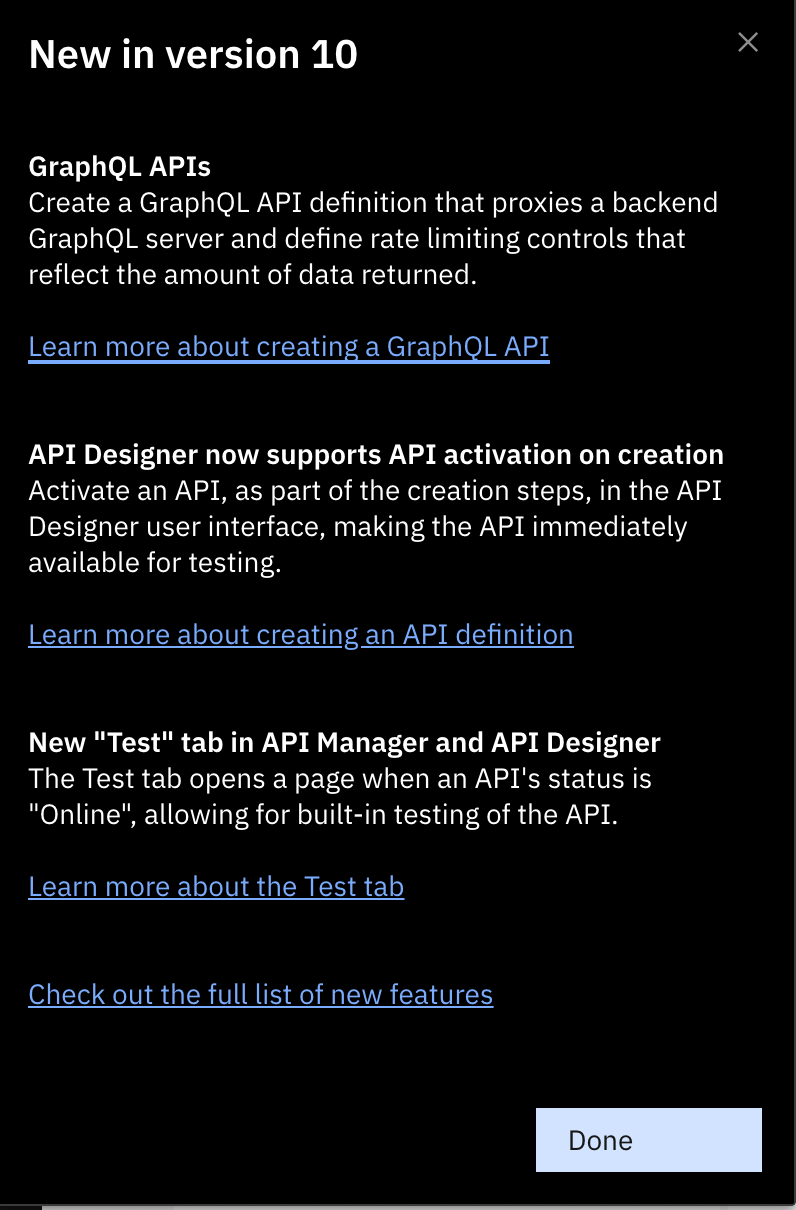 New in version 10
GraphQL APIs
Create a GraphQL API definition that proxies a backend
GraphQL server and define rate limiting controls that
reflect the amount of data returned.
Learn more about creating a GraphQL API
API Designer now supports API activation on creation
Activate an API, as part of the creation steps, in the API
Designer user interface, making the API immediately
available for testing.
Learn more about creating an API definition
New "Test" tab in API Manager and API Designer
The Test tab opens a page when an API's status is
"Online", allowing for built-in testing of the API.
Learn more about the Test tab
Check out the full list of new features
Done